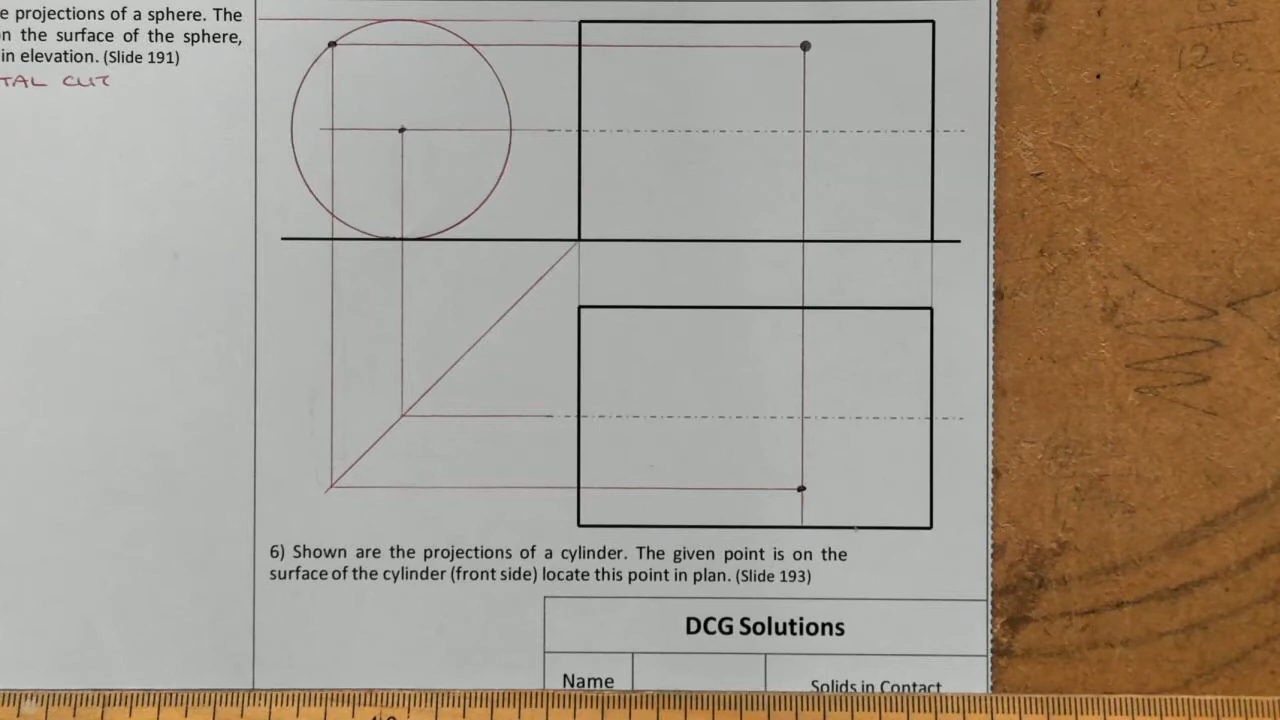 e projections of a sphere. The
n the surface of the sphere,
in elevation. (Slide 191)
TAL CUT
6) Shown are the projections of a cylinder. The given point is on the
surface of the cylinder (front side) locate this point in plan. (Slide 193)
DCG Solutions
Name
Solids in Contact